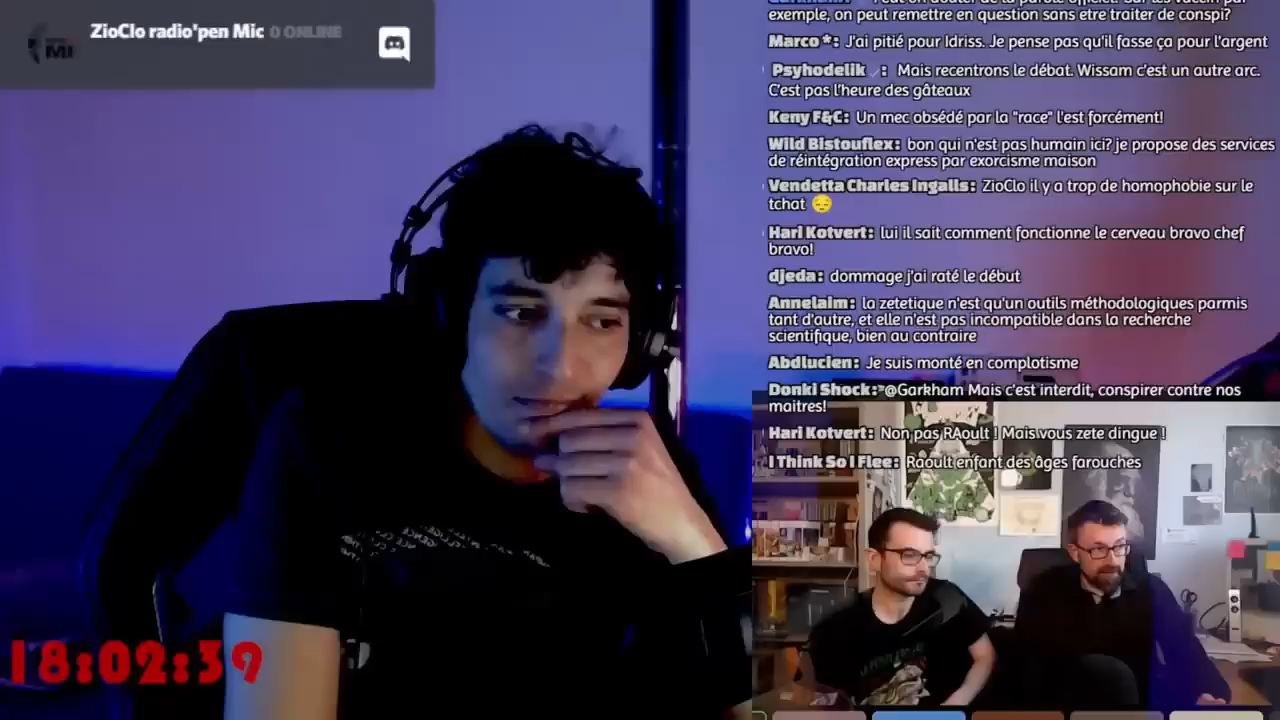 ZioClo radio'pen Mic 0 ONLINE
MI
exemple, on peut remettre en question sans etre traiter de conspi?
Marco*: J'ai pitié pour Idriss. Je pense pas qu'il fasse ça pour l'argent
Psyhodelik : Mais recentrons le débat. Wissam c'est un autre arc.
C'est pas l'heure des gâteaux
Keny F&C: Un mec obsédé par la "race" l'est forcément!
Wild Bistouflex: bon qui n'est pas humain ici? je propose des services
de réintégration express par exorcisme maison
Vendetta Charles Ingalls: ZioClo il y a trop de homophobie sur le
tchat 😔
Hari Kotvert: lui il sait comment fonctionne le cerveau bravo chef
bravo!
djeda: dommage j'ai raté le début
Annelaim: la zetetique n'est qu'un outils méthodologiques parmis
tant d'autre, et elle n'est pas incompatible dans la recherche
scientifique, bien au contraire
Abdlucien: Je suis monté en complotisme
Donki Shock: @Garkham Mais c'est interdit, conspirer contre nos
maitres!
Hari Kotvert: Non pas RAoult ! Mais vous zete dingue !
I Think So I Flee: Raoult enfant des âges farouches
18:02:39